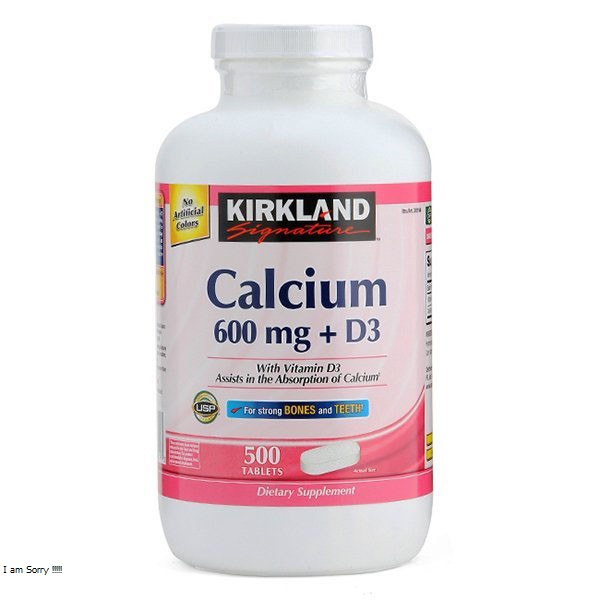 No
Artificial
Colors
KIRKLAND
Signature™
Calcium
600 mg + D3
With Vitamin D3
Assists in the Absorption of Calcium†
USP
✓ For strong BONES and TEETH†
500
TABLETS
Actual Size
Dietary Supplement
I am Sorry !!!!!